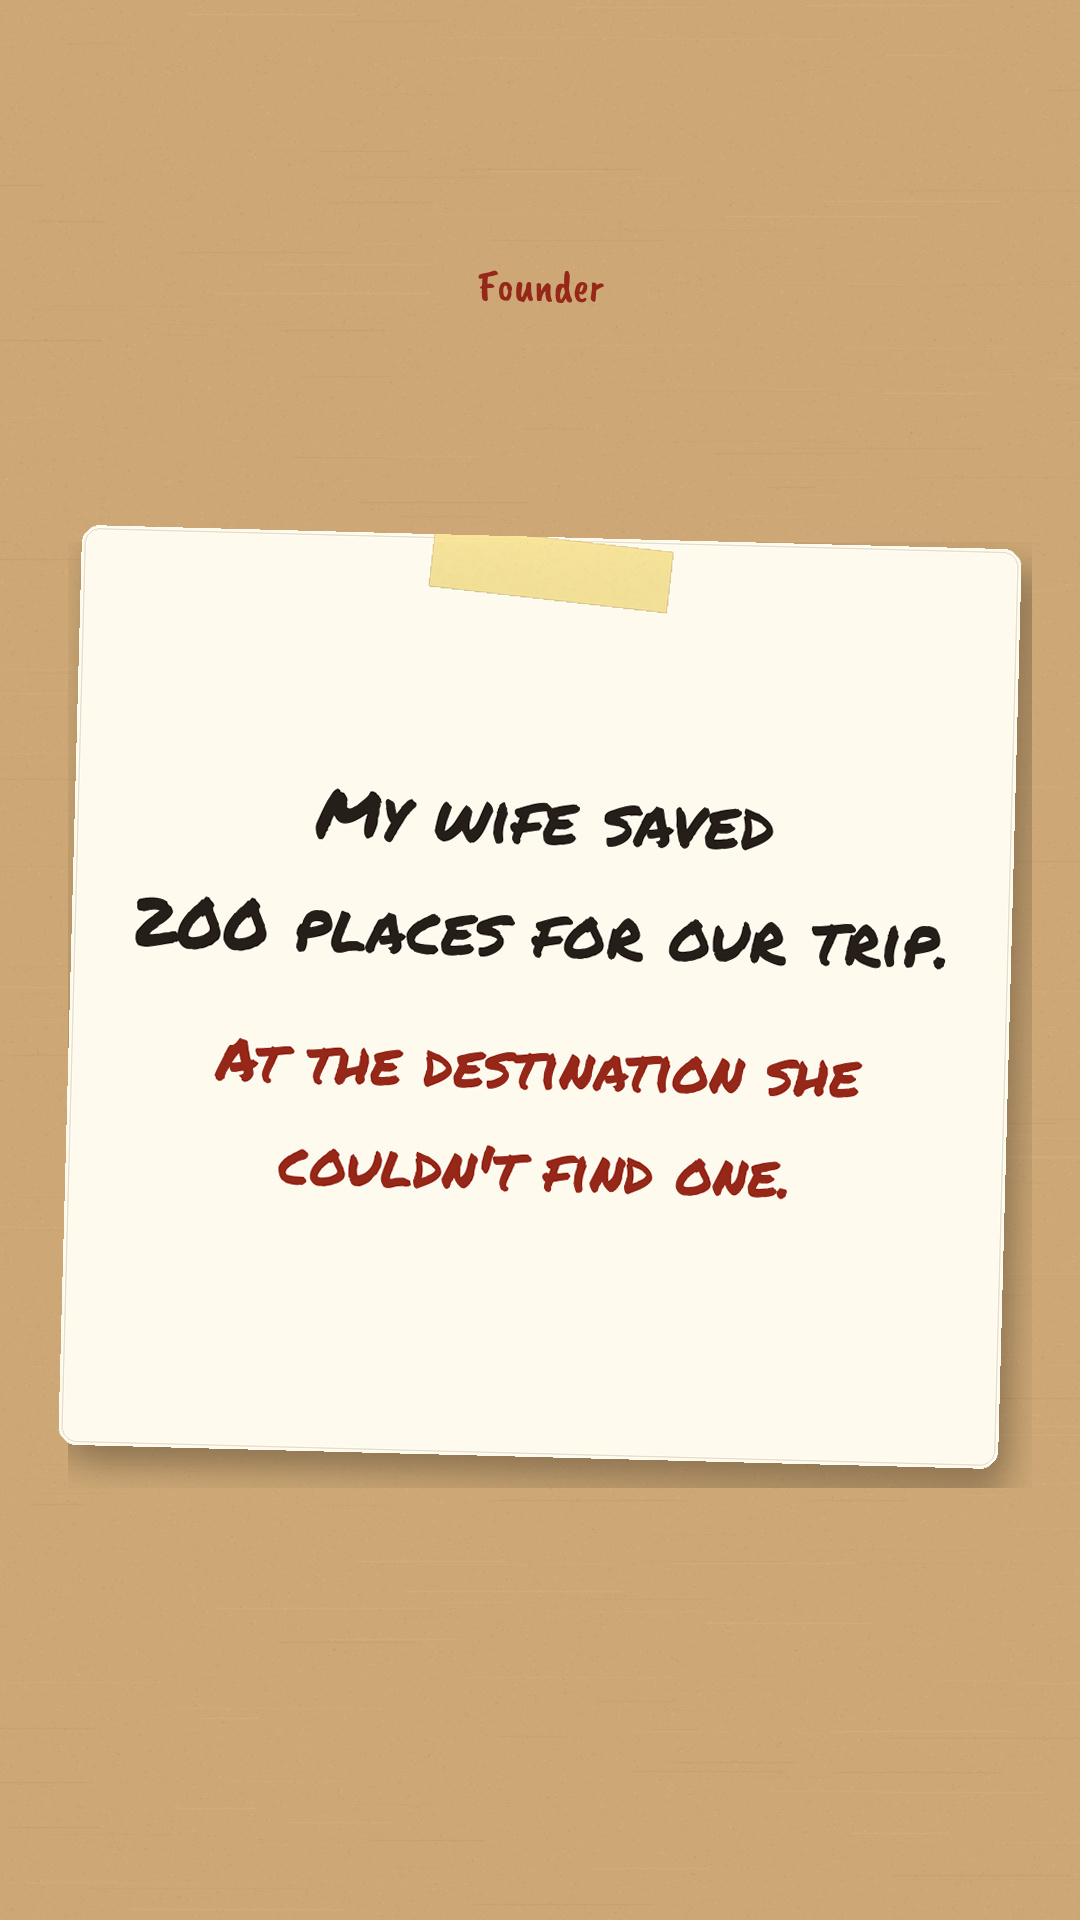 Founder
My wife saved
200 places for our trip.
At the destination she
couldn't find one.